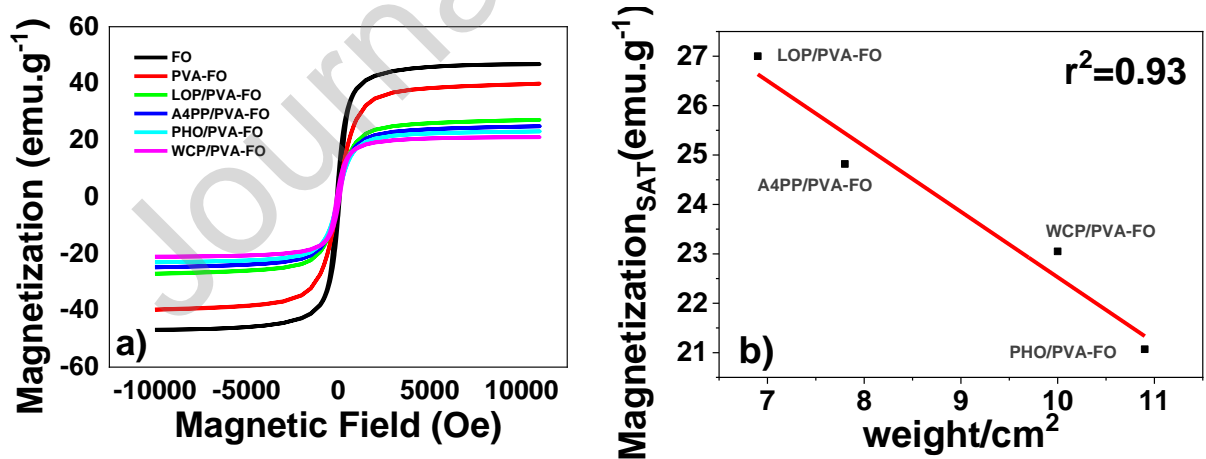 Journa
60
40
20
0
-20
-40
-60
Magnetization (emu.g-1)
FO
PVA-FO
LOP/PVA-FO
A4PP/PVA-FO
PHO/PVA-FO
WCP/PVA-FO
a)
-10000 -5000 0 5000 10000
Magnetic Field (Oe)
27
26
25
24
23
22
21
MagnetizationSAT(emu.g-1)
LOP/PVA-FO
r2=0.93
A4PP/PVA-FO
WCP/PVA-FO
PHO/PVA-FO
b)
7 8 9 10 11
weight/cm2